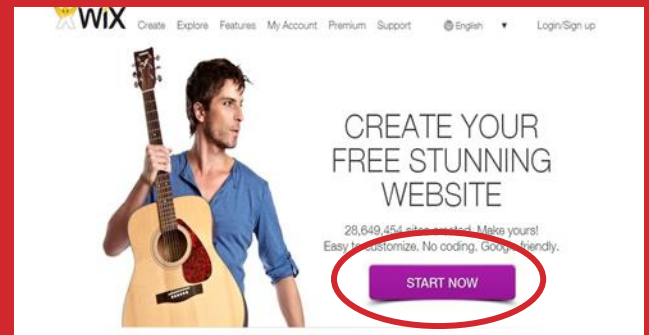 WiX Create Explore Features My Account Premium Support English Login/Sign up
CREATE YOUR
FREE STUNNING
WEBSITE
28,649,454 sites created. Make yours!
Easy to customize. No coding. Google friendly.
START NOW